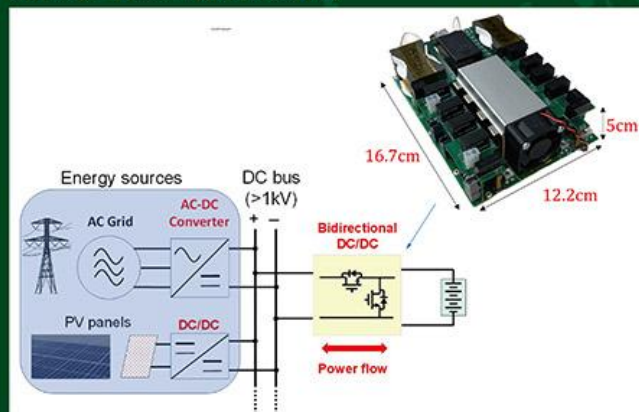 16.7cm
5cm
12.2cm
Energy sources
DC bus
(>1kV)
AC Grid
AC-DC
Converter
+ −
Bidirectional
DC/DC
PV panels
DC/DC
Power flow